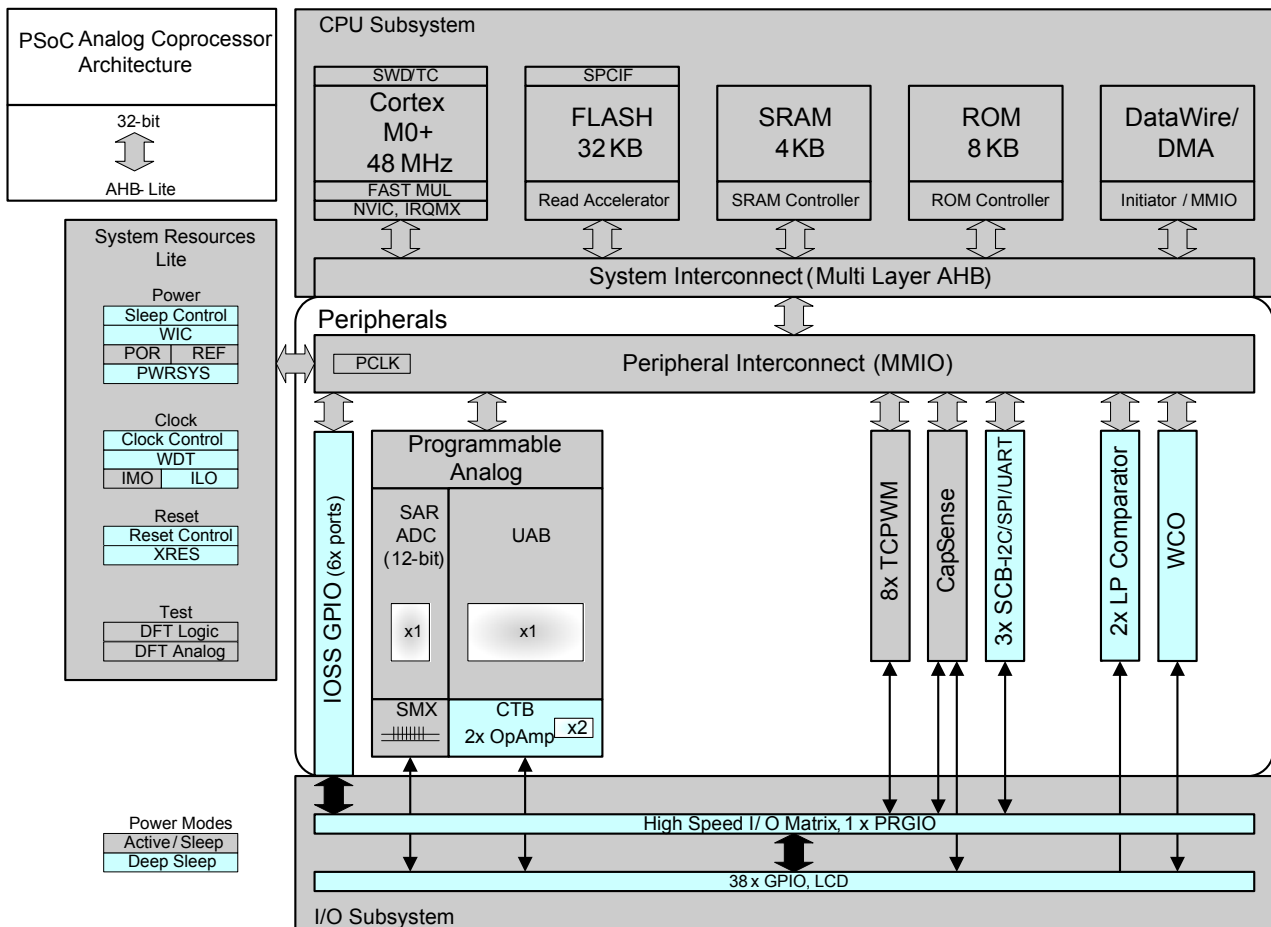 PSoC Analog Coprocessor
Architecture
32-bit
AHB- Lite
CPU Subsystem
SWD/TC
Cortex
M0+
48 MHz
FAST MUL
NVIC, IRQMX
SPCIF
FLASH
32 KB
Read Accelerator
SRAM
4 KB
SRAM Controller
ROM
8 KB
ROM Controller
DataWire/
DMA
Initiator / MMIO
System Interconnect (Multi Layer AHB)
System Resources
Lite
Power
Sleep Control
WIC
POR REF
PWRSYS
Clock
Clock Control
WDT
IMO ILO
Reset
Reset Control
XRES
Test
DFT Logic
DFT Analog
Peripherals
PCLK
Peripheral Interconnect (MMIO)
IOSS GPIO (6x ports)
Programmable
Analog
SAR
ADC
(12-bit)
x1
UAB
x1
SMX
CTB
2x OpAmp
x2
8x TCPWM
CapSense
3x SCB-I2C/SPI/UART
2x LP Comparator
WCO
High Speed I/ O Matrix, 1 x PRGIO
38 x GPIO, LCD
I/O Subsystem
Power Modes
Active / Sleep
Deep Sleep